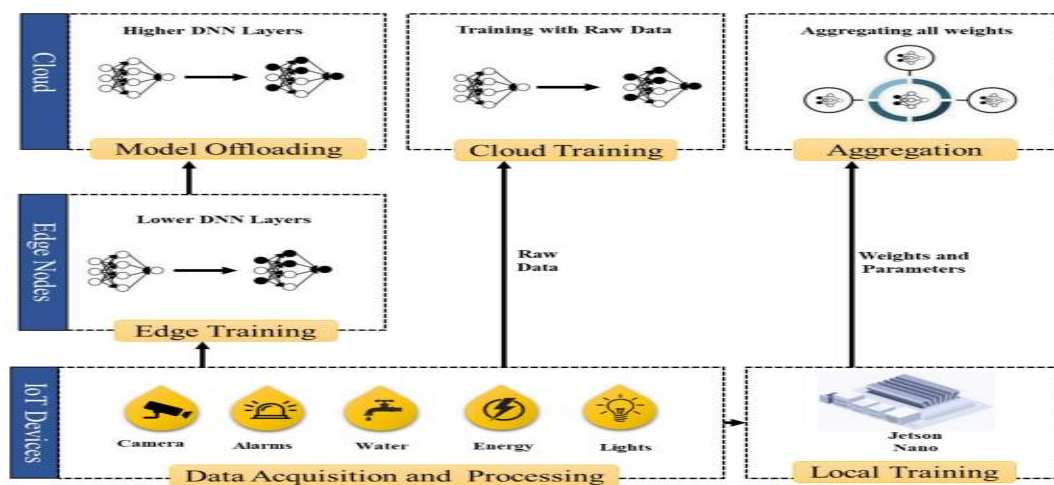 Cloud
Higher DNN Layers
Model Offloading
Training with Raw Data
Cloud Training
Aggregating all weights
Aggregation
Edge Nodes
Lower DNN Layers
Edge Training
Raw
Data
Weights and
Parameters
IoT Devices
Camera
Alarms
Water
Energy
Lights
Data Acquisition and Processing
Jetson
Nano
Local Training